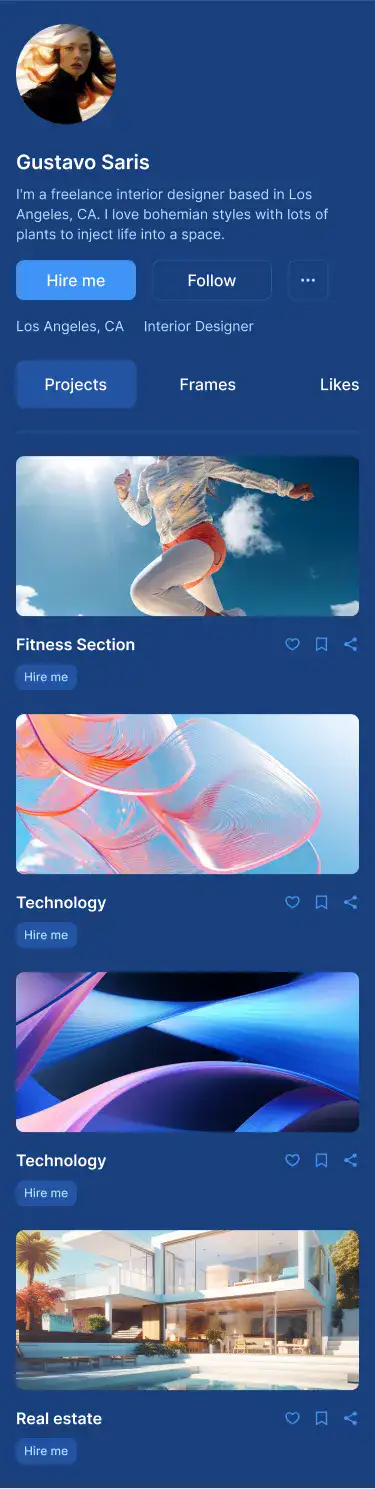 Gustavo Saris
I'm a freelance interior designer based in Los
Angeles, CA. I love bohemian styles with lots of
plants to inject life into a space.
Hire me
Follow
Los Angeles, CA
Interior Designer
Projects
Frames
Likes
Fitness Section
Hire me
Technology
Hire me
Technology
Hire me
Real estate
Hire me